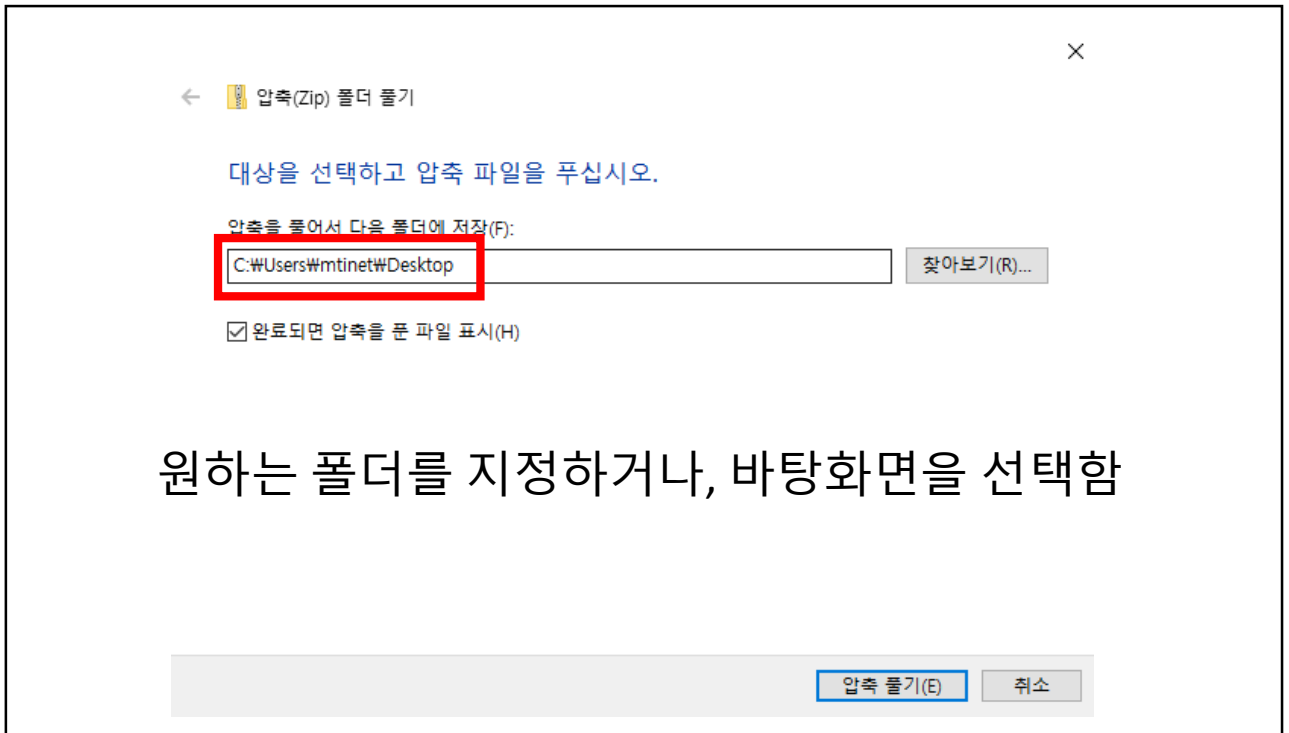 압축(Zip) 폴더 풀기
대상을 선택하고 압축 파일을 푸십시오.
압축을 풀어서 다음 폴더에 저장(F):
C:₩Users₩mtinet₩Desktop
찾아보기(R)...
완료되면 압축을 푼 파일 표시(H)
원하는 폴더를 지정하거나, 바탕화면을 선택함
압축 풀기(E)
취소